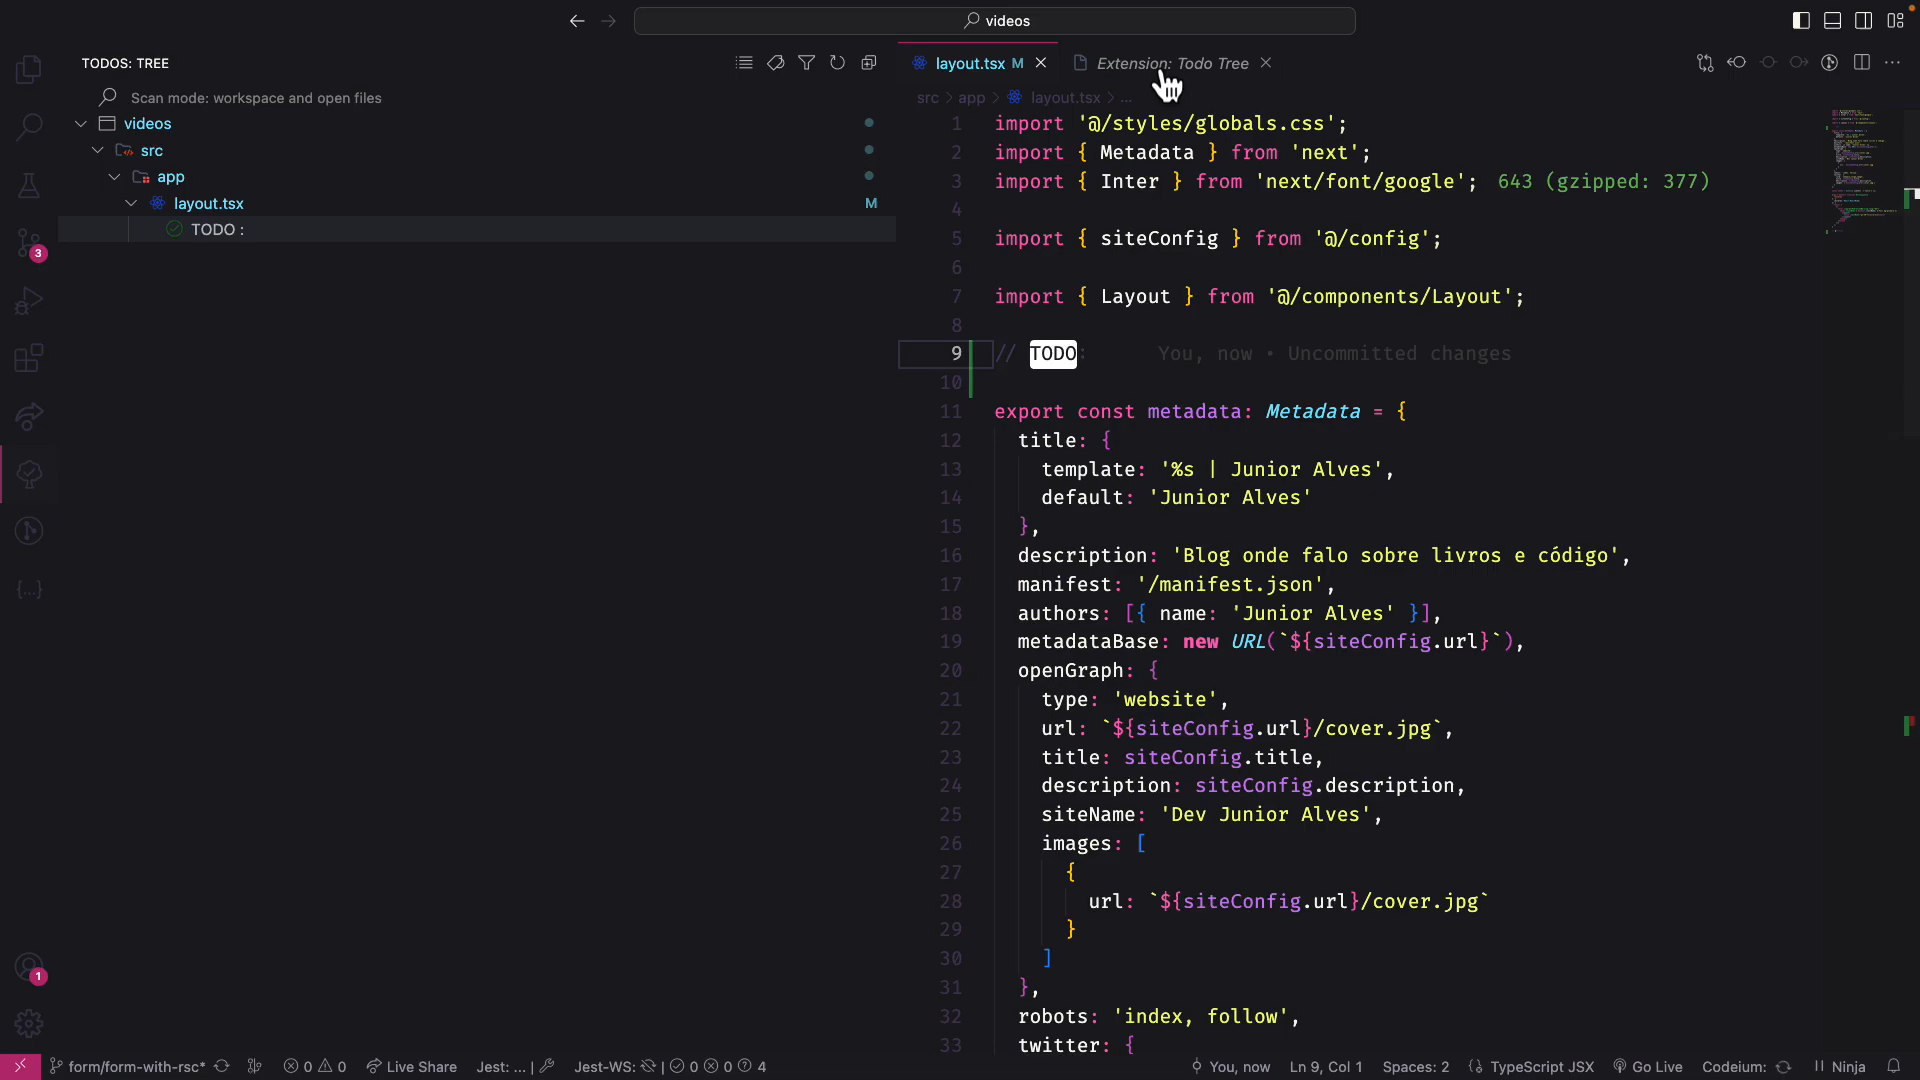 videos
TODOS: TREE
layout.tsx M
Extension: Todo Tree
Scan mode: workspace and open files
src > app > layout.tsx > ...
videos
src
app
layout.tsx M
TODO :
3
1
1 import '@/styles/globals.css';
2 import { Metadata } from 'next';
3 import { Inter } from 'next/font/google'; 643 (gzipped: 377)
4
5 import { siteConfig } from '@/config';
6
7 import { Layout } from '@/components/Layout';
8
9 // TODO: You, now • Uncommitted changes
10
11 export const metadata: Metadata = {
12 title: {
13 template: '%s | Junior Alves',
14 default: 'Junior Alves'
15 },
16 description: 'Blog onde falo sobre livros e código',
17 manifest: '/manifest.json',
18 authors: [{ name: 'Junior Alves' }],
19 metadataBase: new URL(`${siteConfig.url}`),
20 openGraph: {
21 type: 'website',
22 url: `${siteConfig.url}/cover.jpg`,
23 title: siteConfig.title,
24 description: siteConfig.description,
25 siteName: 'Dev Junior Alves',
26 images: [
27 {
28 url: `${siteConfig.url}/cover.jpg`
29 }
30 ]
31 },
32 robots: 'index, follow',
33 twitter: {
form/form-with-rsc* 0 0 Live Share Jest: ... | Jest-WS: 0 0 4 You, now Ln 9, Col 1 Spaces: 2 TypeScript JSX Go Live Codeium: Ninja